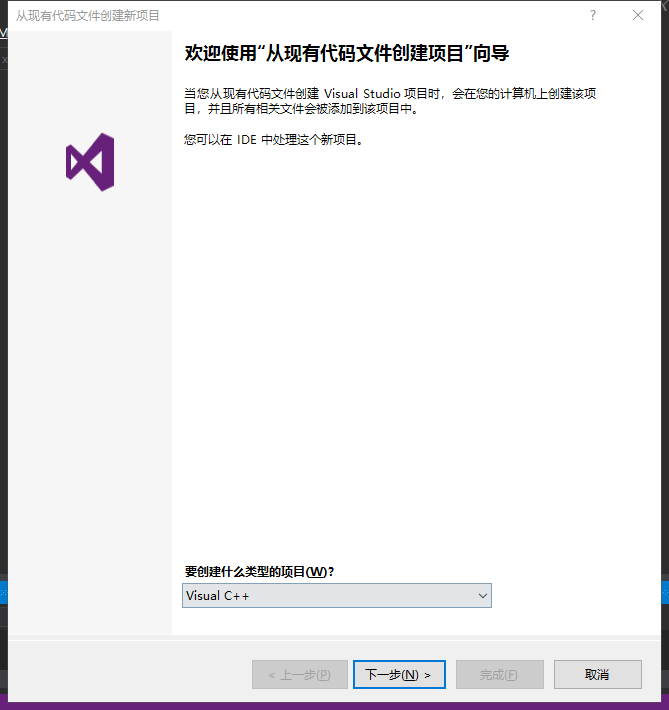 从现有代码文件创建新项目
?
欢迎使用“从现有代码文件创建项目”向导
当您从现有代码文件创建 Visual Studio 项目时，会在您的计算机上创建该项
目，并且所有相关文件会被添加到该项目中。
您可以在 IDE 中处理这个新项目。
要创建什么类型的项目(W)?
Visual C++
< 上一步(P)
下一步(N) >
完成(F)
取消